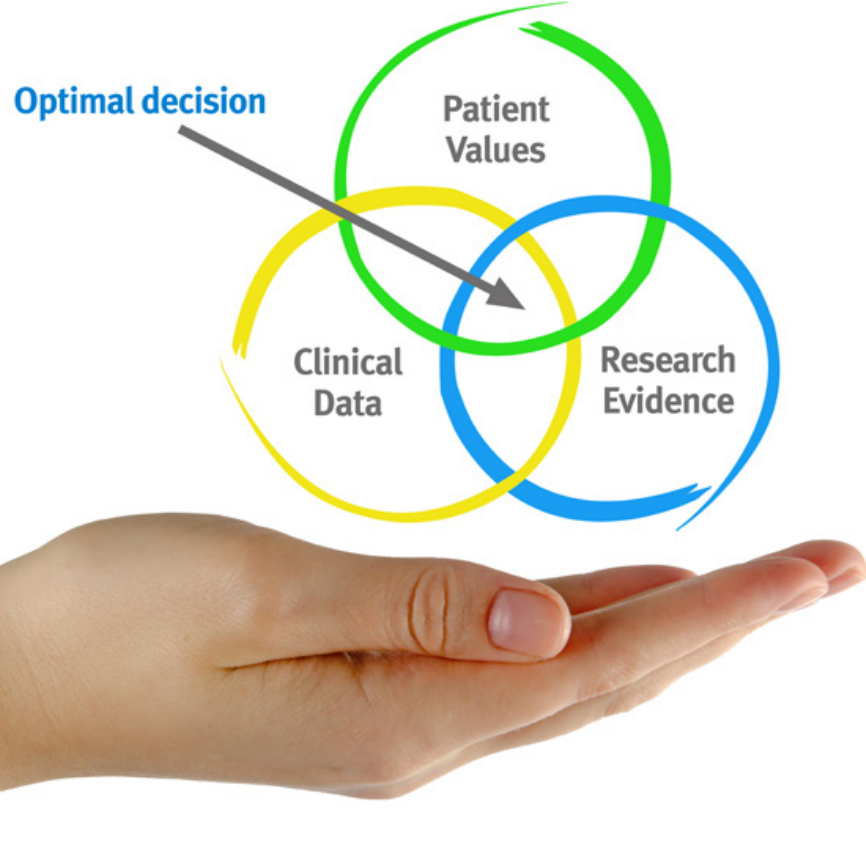 Optimal decision
Patient
Values
Clinical
Data
Research
Evidence